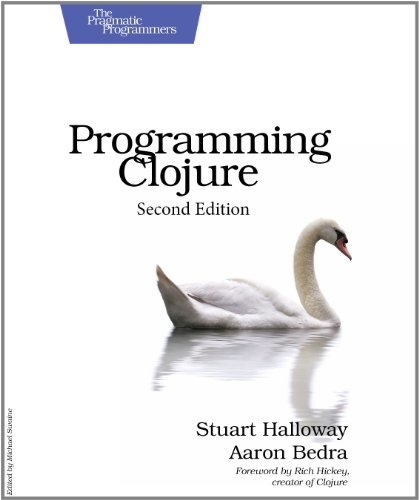 The
Pragmatic
Programmers
Programming
Clojure
Second Edition
Stuart Halloway
Aaron Bedra
Foreword by Rich Hickey,
creator of Clojure
Edited by Michael Swaine